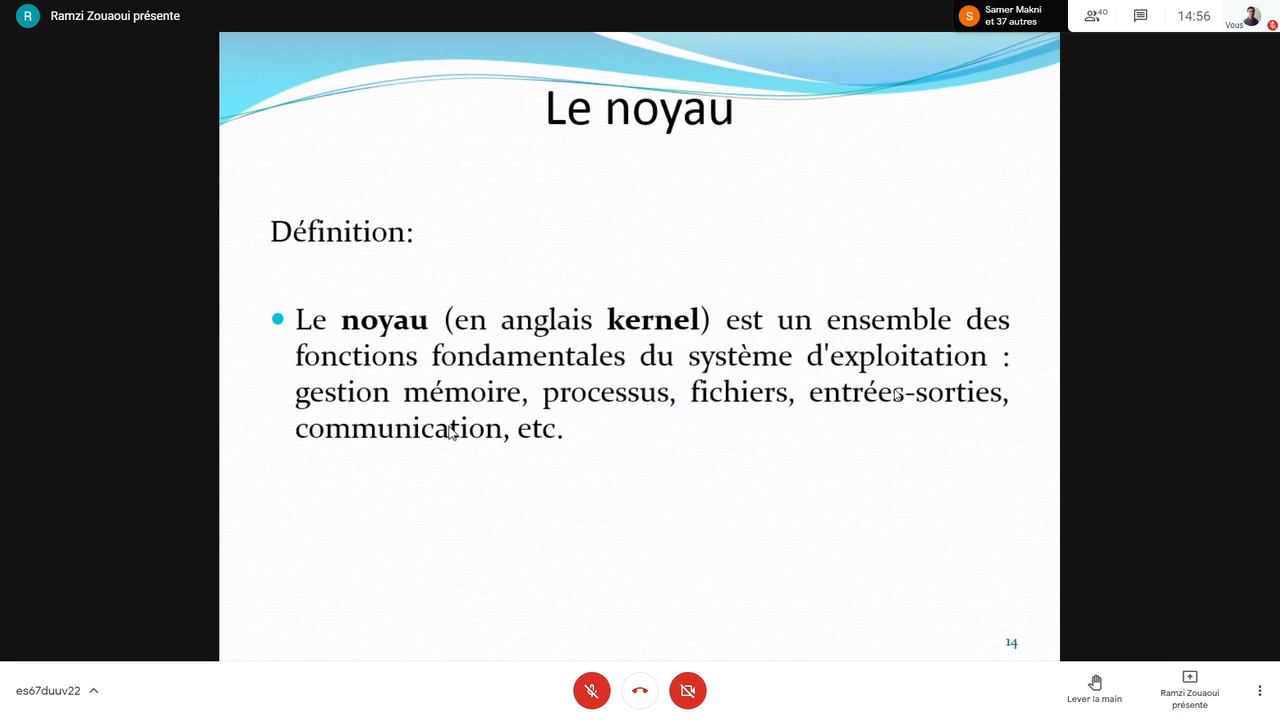 R Ramzi Zouaoui présente
S Samer Makni
et 37 autres
40
14:56
Vous
Le noyau
Définition:
Le noyau (en anglais kernel) est un ensemble des
fonctions fondamentales du système d'exploitation :
gestion mémoire, processus, fichiers, entrées-sorties,
communication, etc.
14
es67duuv22
Lever la main
Ramzi Zouaoui
présente